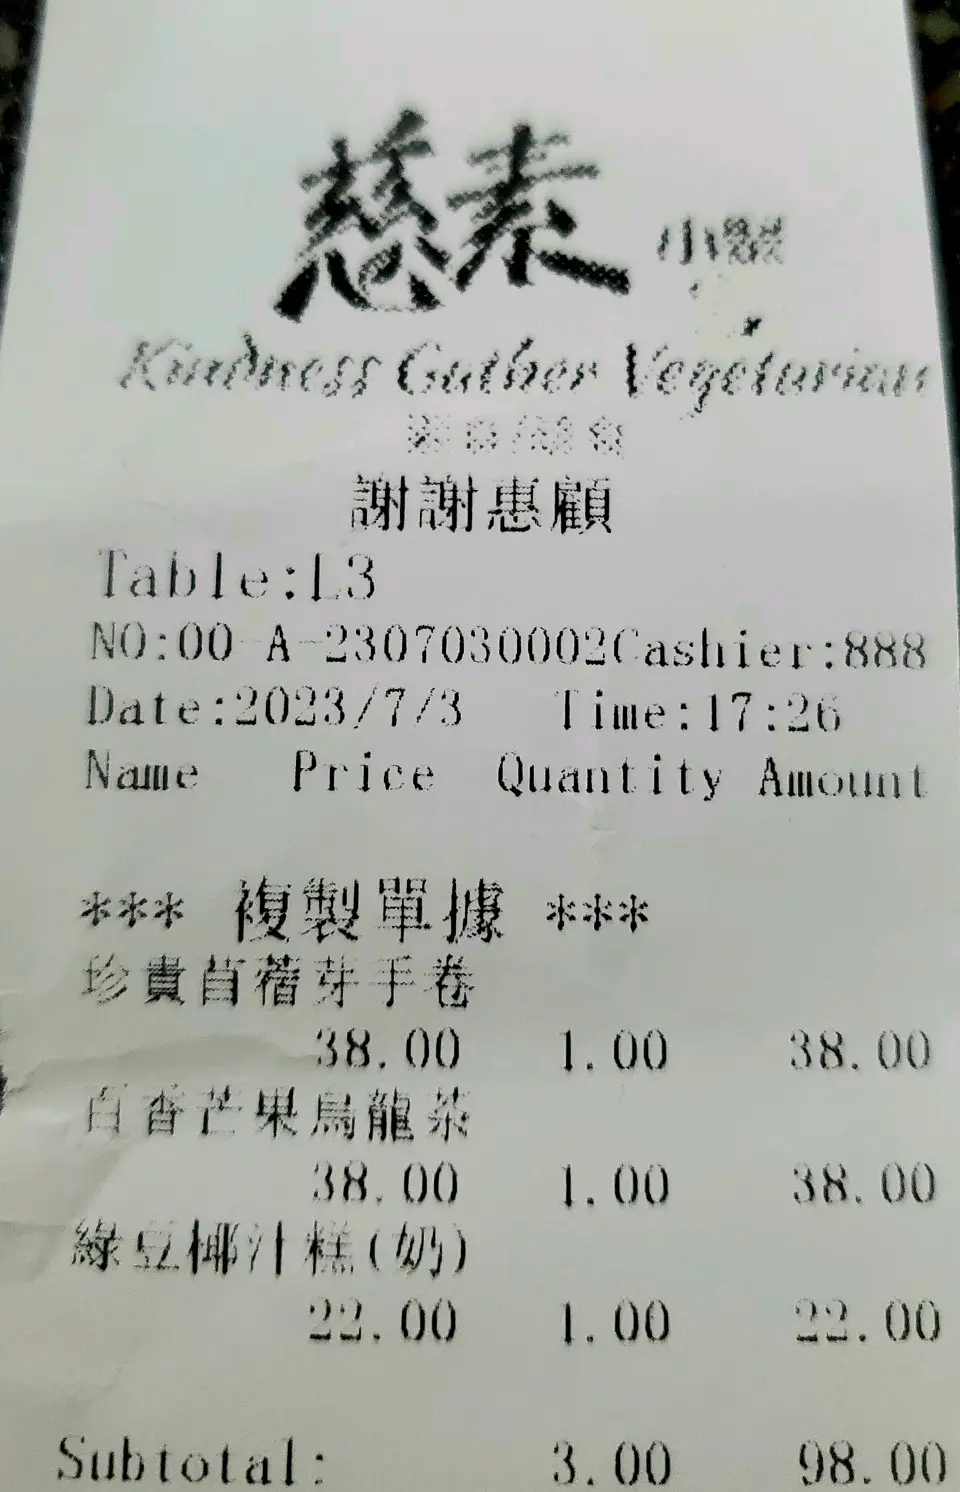 慈素
小聚
Kindness Gather Vegetarian
謝謝惠顧
Table:L3
NO:00-A-2307030002Cashier:888
Date:2023/7/3 Time:17:26
Name Price Quantity Amount
*** 複製單據 ***
珍貴苜蓿芽手卷
38.00 1.00 38.00
百香芒果烏龍茶
38.00 1.00 38.00
綠豆椰汁糕(奶)
22.00 1.00 22.00
Subtotal: 3.00 98.00